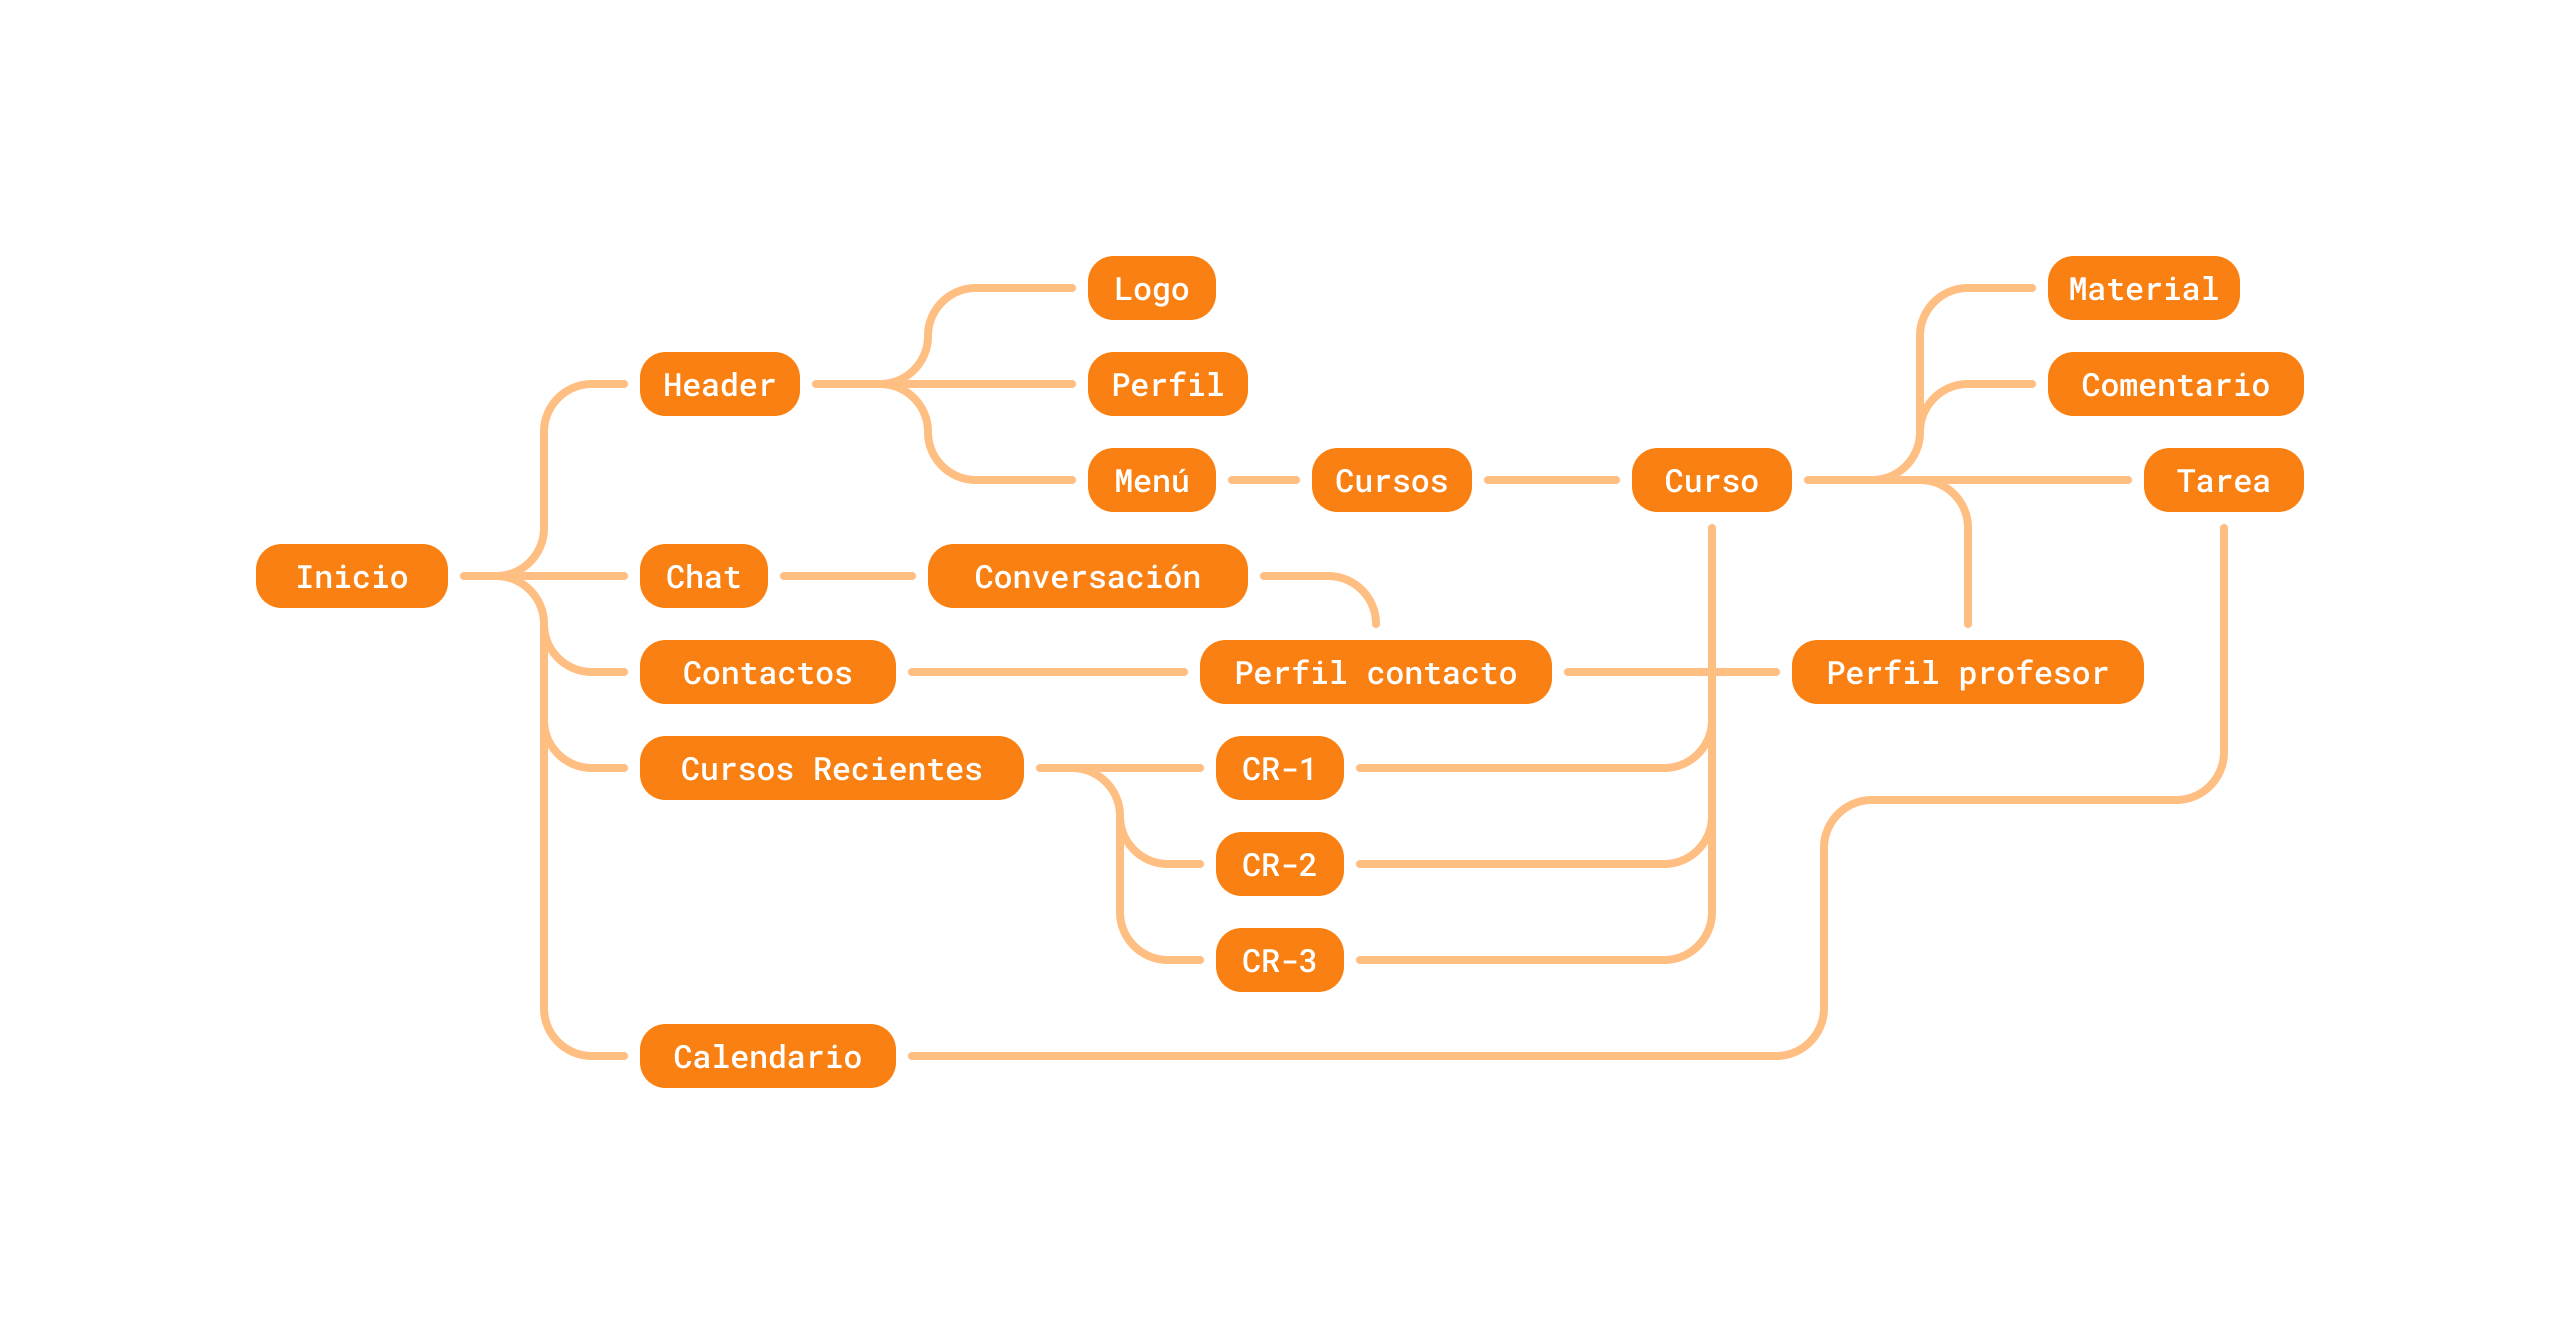 Logo
Material
Header
Perfil
Comentario
Menú
Cursos
Curso
Tarea
Inicio
Chat
Conversación
Contactos
Perfil contacto
Perfil profesor
Cursos Recientes
CR-1
CR-2
CR-3
Calendario